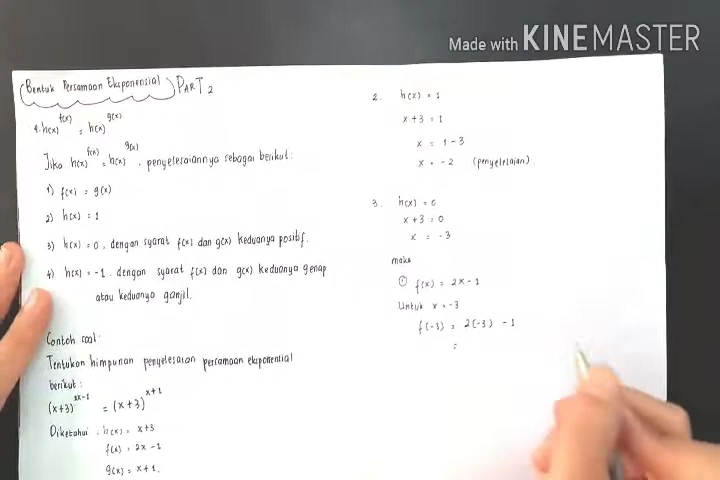 Made with KINEMASTER
Bentuk Persamaan Eksponensial PART 2
4. h(x)^f(x) = h(x)^g(x)
Jika h(x)^f(x) = h(x)^g(x), penyelesaiannya sebagai berikut:
1) f(x) = g(x)
2) h(x) = 1
3) h(x) = 0, dengan syarat f(x) dan g(x) keduanya positif.
4) h(x) = -1, dengan syarat f(x) dan g(x) keduanya genap
atau keduanya ganjil.
Contoh soal:
Tentukan himpunan penyelesaian persamaan eksponential
berikut:
(x+3)^2x-1 = (x+3)^x+1
Diketahui: h(x) = x+3
f(x) = 2x -1
g(x) = x+1.
2. h(x) = 1
x+3 = 1
x = 1-3
x = -2 (penyelesaian).
3. h(x) = 0
x+3 = 0
x = -3
maka
① f(x) = 2x -1
Untuk x = -3
f(-3) = 2(-3) -1
=